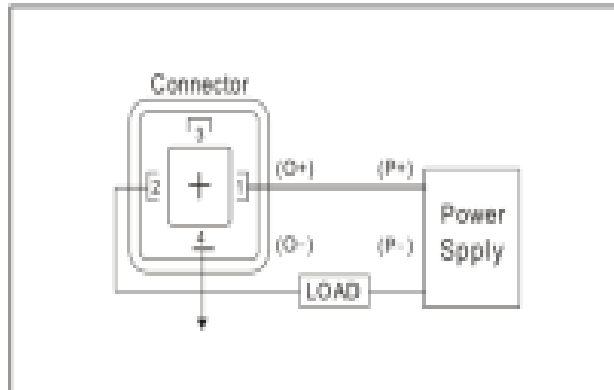 Connector
3
(O+)
(P+)
2
+
1
Power
Spply
4
(O-)
(P-)
LOAD